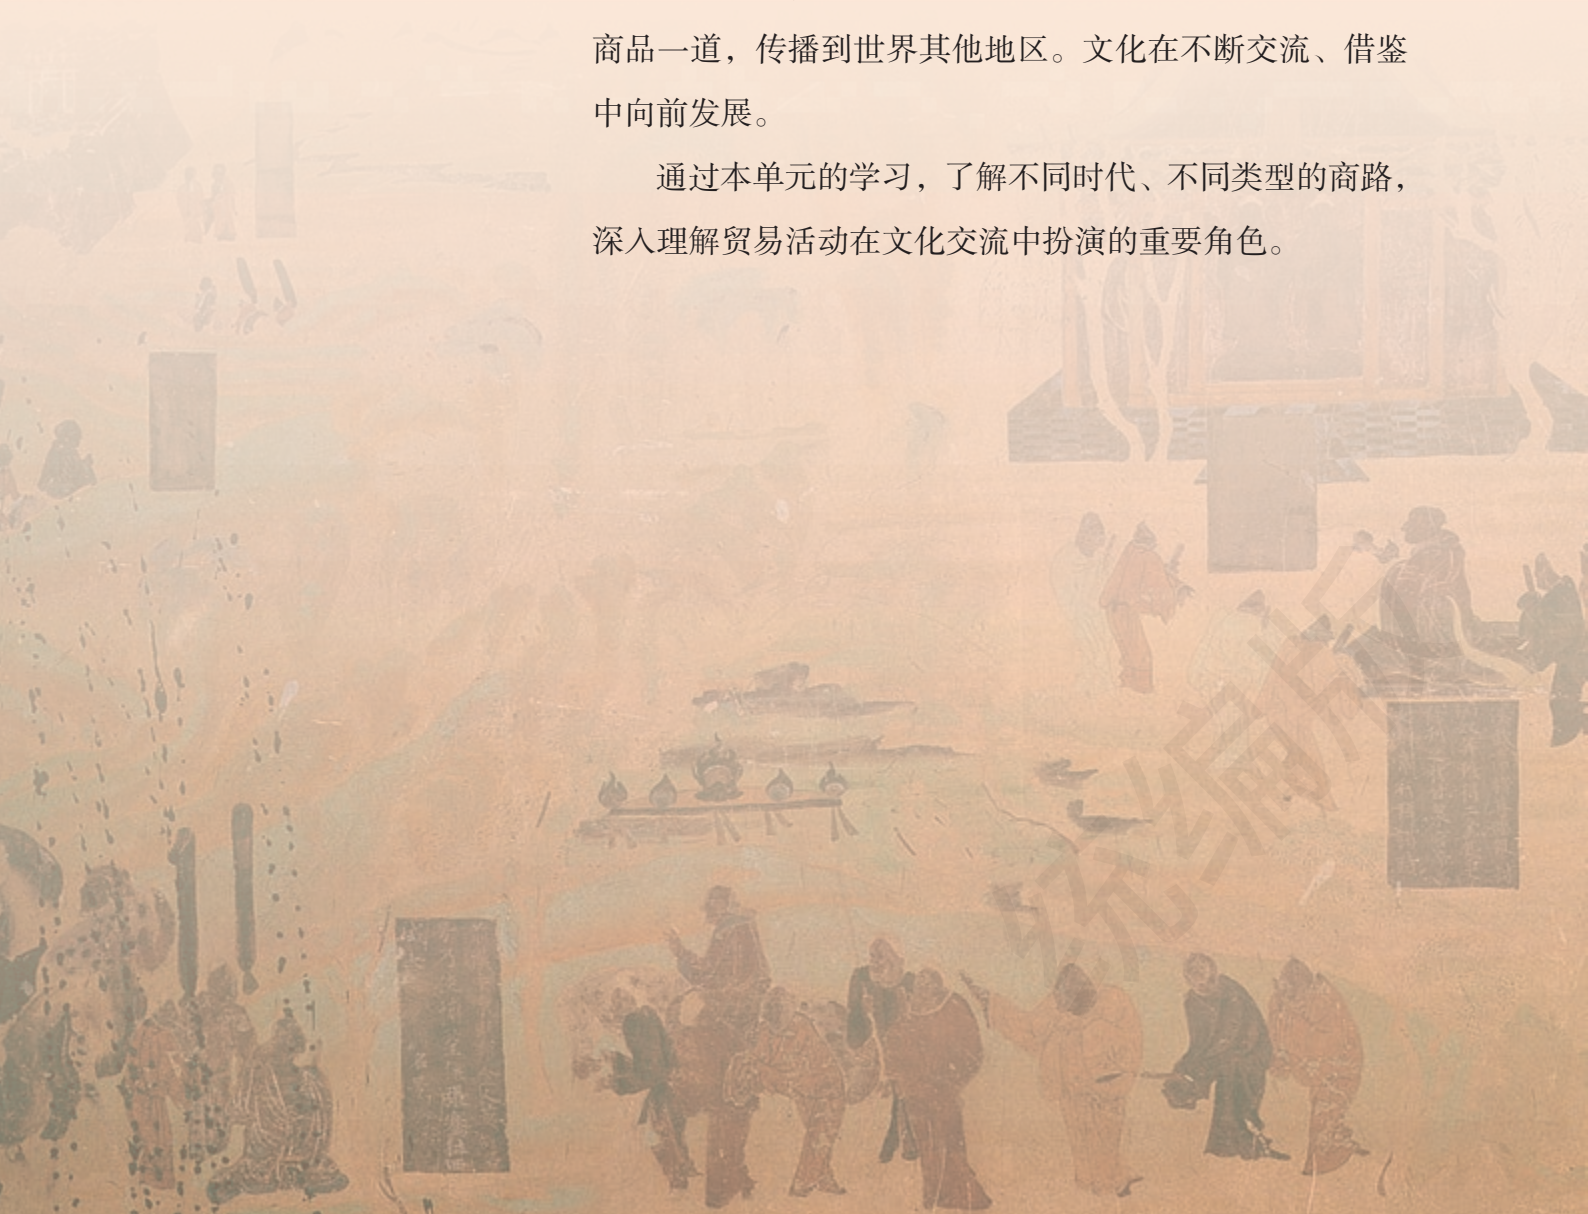 商品一道，传播到世界其他地区。文化在不断交流、借鉴
中向前发展。
通过本单元的学习，了解不同时代、不同类型的商路，
深入理解贸易活动在文化交流中扮演的重要角色。
统编版